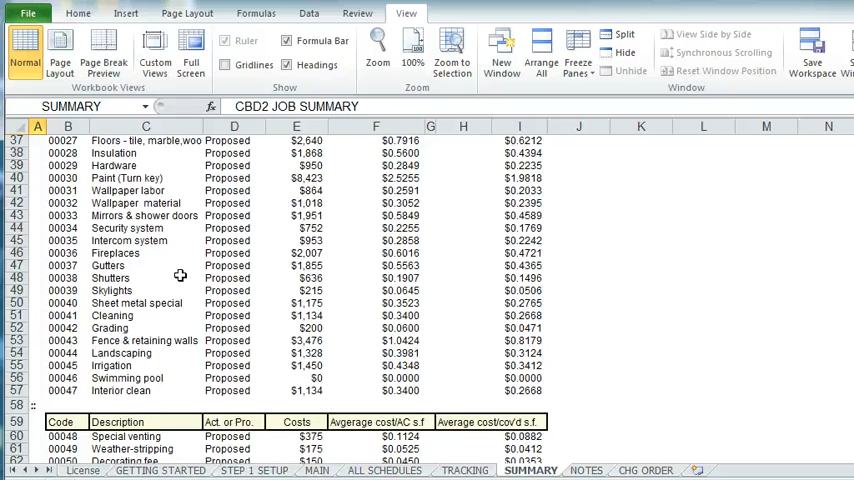 File Home Insert Page Layout Formulas Data Review View
Normal Page Layout Page Break Preview Custom Views Full Screen
Workbook Views
Ruler Formula Bar
Gridlines Headings
Show
Zoom 100% Zoom to Selection
Zoom
New Window Arrange All Freeze Panes
Split View Side by Side
Hide Synchronous Scrolling
Unhide Reset Window Position
Window
Save Workspace
SUMMARY fx CBD2 JOB SUMMARY
A B C D E F G H I J K L M N
37 00027 Floors - tile, marble,woo Proposed $2,640 $0.7916 $0.6212
38 00028 Insulation Proposed $1,868 $0.5600 $0.4394
39 00029 Hardware Proposed $950 $0.2849 $0.2235
40 00030 Paint (Turn key) Proposed $8,423 $2.5255 $1.9818
41 00031 Wallpaper labor Proposed $864 $0.2591 $0.2033
42 00032 Wallpaper material Proposed $1,018 $0.3052 $0.2395
43 00033 Mirrors & shower doors Proposed $1,951 $0.5849 $0.4589
44 00034 Security system Proposed $752 $0.2255 $0.1769
45 00035 Intercom system Proposed $953 $0.2858 $0.2242
46 00036 Fireplaces Proposed $2,007 $0.6016 $0.4721
47 00037 Gutters Proposed $1,855 $0.5563 $0.4365
48 00038 Shutters Proposed $636 $0.1907 $0.1496
49 00039 Skylights Proposed $215 $0.0645 $0.0506
50 00040 Sheet metal special Proposed $1,175 $0.3523 $0.2765
51 00041 Cleaning Proposed $1,134 $0.3400 $0.2668
52 00042 Grading Proposed $200 $0.0600 $0.0471
53 00043 Fence & retaining walls Proposed $3,476 $1.0424 $0.8179
54 00044 Landscaping Proposed $1,328 $0.3981 $0.3124
55 00045 Irrigation Proposed $1,450 $0.4348 $0.3412
56 00046 Swimming pool Proposed $0 $0.0000 $0.0000
57 00047 Interior clean Proposed $1,134 $0.3400 $0.2668
58 ::
59 Code Description Act. or Pro. Costs Avgerage cost/AC s.f Average cost/cov'd s.f.
60 00048 Special venting Proposed $375 $0.1124 $0.0882
61 00049 Weather-stripping Proposed $175 $0.0525 $0.0412
62 00050 Decorating fee Proposed $150 $0.0450 $0.0353
License GETTING STARTED STEP 1 SETUP MAIN ALL SCHEDULES TRACKING SUMMARY NOTES CHG ORDER